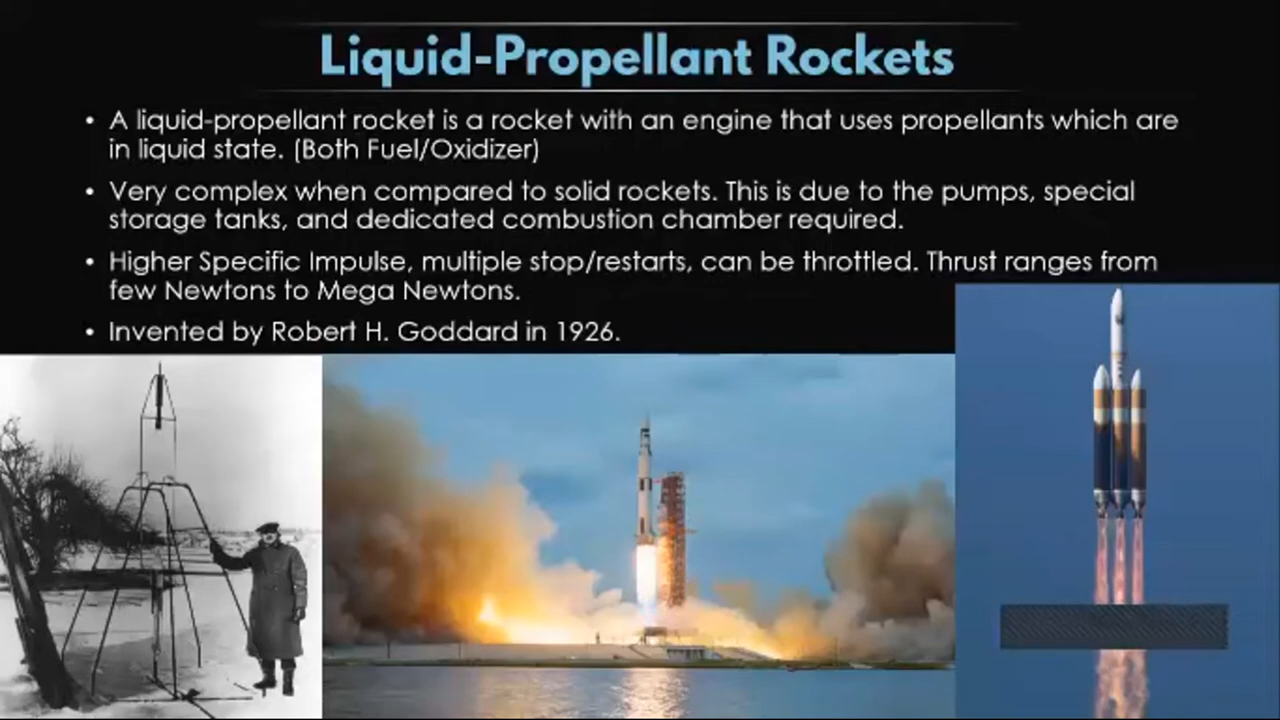 Liquid-Propellant Rockets
• A liquid-propellant rocket is a rocket with an engine that uses propellants which are
in liquid state. (Both Fuel/Oxidizer)
• Very complex when compared to solid rockets. This is due to the pumps, special
storage tanks, and dedicated combustion chamber required.
• Higher Specific Impulse, multiple stop/restarts, can be throttled. Thrust ranges from
few Newtons to Mega Newtons.
• Invented by Robert H. Goddard in 1926.